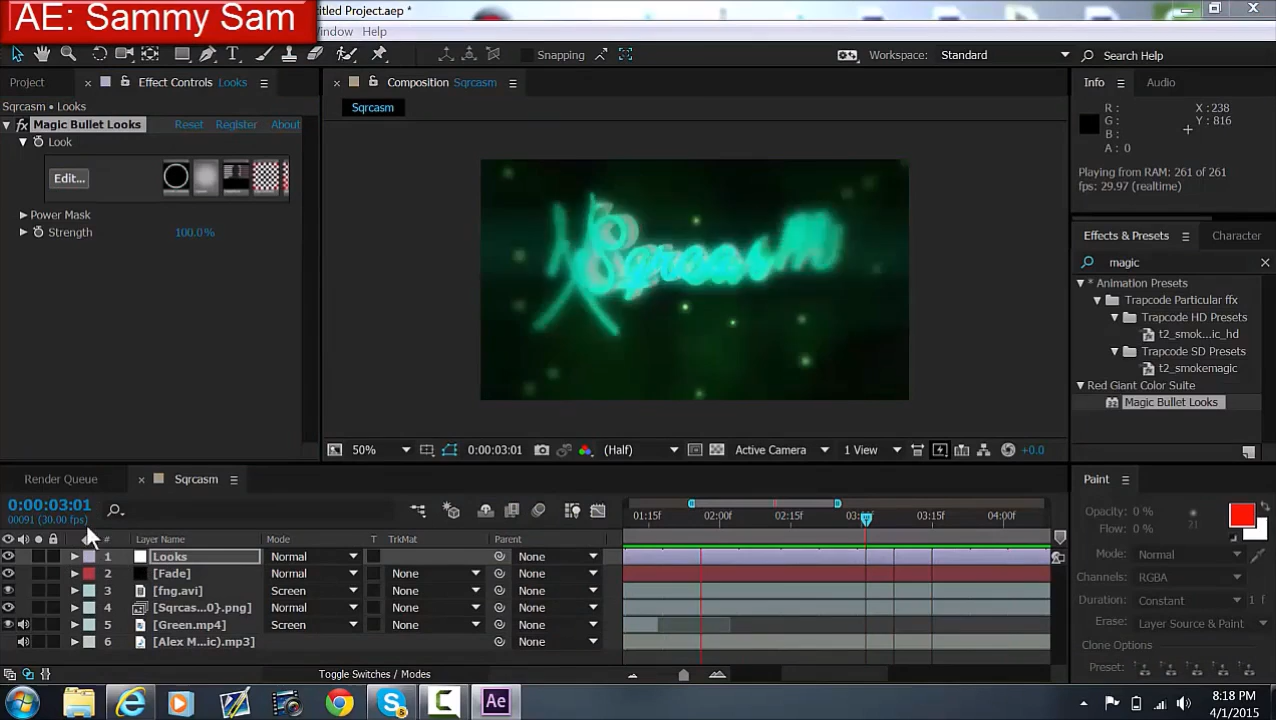 AE: Sammy Sam
titled Project.aep *
indow Help
Snapping
Workspace: Standard
Search Help
Project
Effect Controls Looks
Composition Sqrcasm
Info
Audio
Sqrcasm • Looks
Sqrcasm
fx Magic Bullet Looks Reset Register About
Look
Edit...
Power Mask
Strength 100.0%
R :
G :
B :
A : 0
X : 238
Y : 816
Playing from RAM: 261 of 261
fps: 29.97 (realtime)
Effects & Presets
Character
magic
* Animation Presets
Trapcode Particular ffx
Trapcode HD Presets
t2_smok...ic_hd
Trapcode SD Presets
t2_smokemagic
Red Giant Color Suite
Magic Bullet Looks
Sqrcasm
50%
0:00:03:01
(Half)
Active Camera
1 View
+0.0
Render Queue
Sqrcasm
0:00:03:01
00091 (30.00 fps)
01:15f
02:00f
02:15f
03:15f
04:00f
# Layer Name Mode T TrkMat Parent
1 Looks Normal None
2 [Fade] Normal None None
3 [fng.avi] Screen None None
4 [Sqrcas...0}.png] Normal None None
5 [Green.mp4] Screen None None
6 [Alex M...ic).mp3] None
Toggle Switches / Modes
Paint
Opacity: 0 %
Flow: 0 %
Mode: Normal
Channels: RGBA
Duration: Constant
Erase: Layer Source & Paint
Clone Options
Preset:
Ae
8:18 PM
4/1/2015